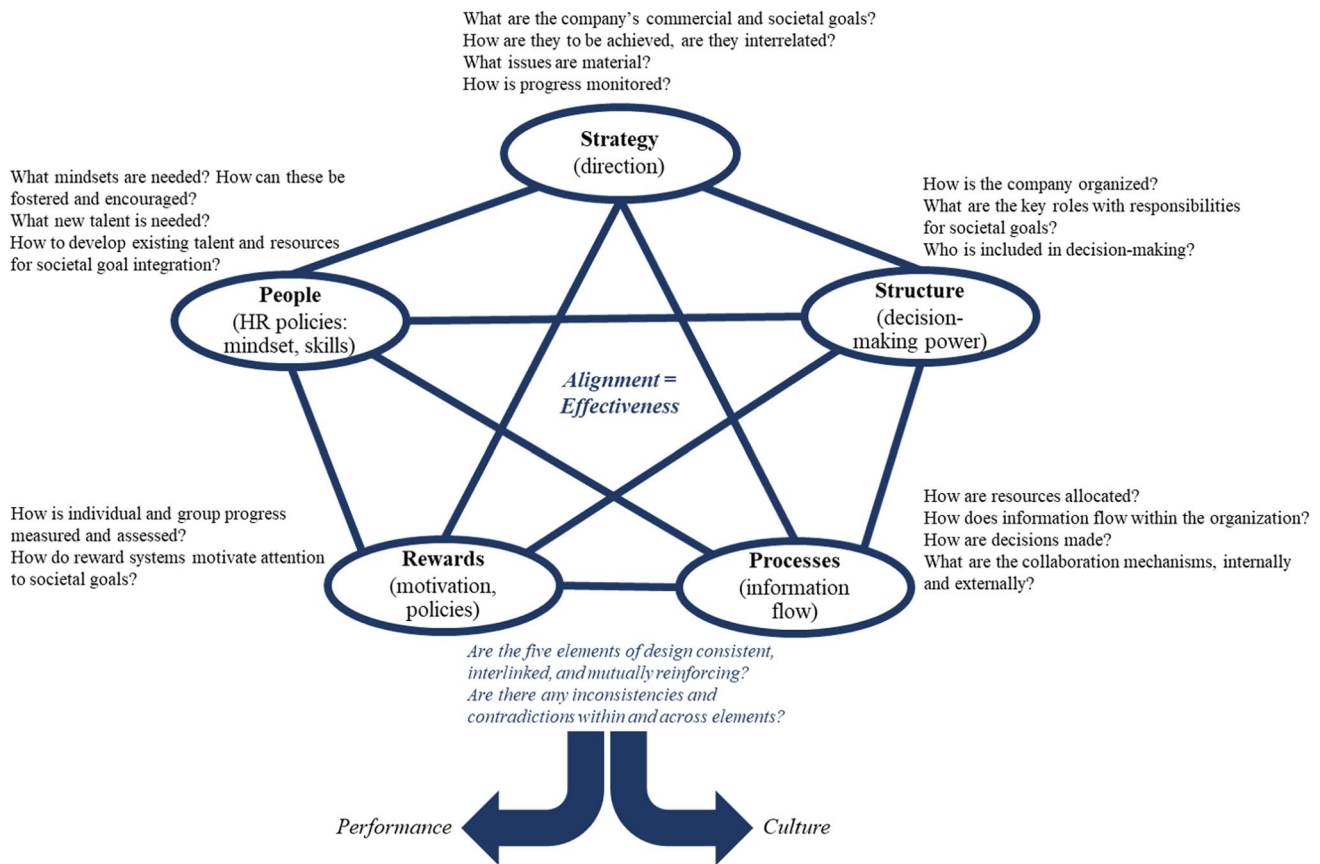 What are the company's commercial and societal goals?
How are they to be achieved, are they interrelated?
What issues are material?
How is progress monitored?
Strategy
(direction)
What mindsets are needed? How can these be
fostered and encouraged?
What new talent is needed?
How to develop existing talent and resources
for societal goal integration?
How is the company organized?
What are the key roles with responsibilities
for societal goals?
Who is included in decision-making?
People
(HR policies:
mindset, skills)
Structure
(decision-
making power)
Alignment =
Effectiveness
How is individual and group progress
measured and assessed?
How do reward systems motivate attention
to societal goals?
How are resources allocated?
How does information flow within the organization?
How are decisions made?
What are the collaboration mechanisms, internally
and externally?
Rewards
(motivation,
policies)
Processes
(information
flow)
Are the five elements of design consistent,
interlinked, and mutually reinforcing?
Are there any inconsistencies and
contradictions within and across elements?
Performance
Culture